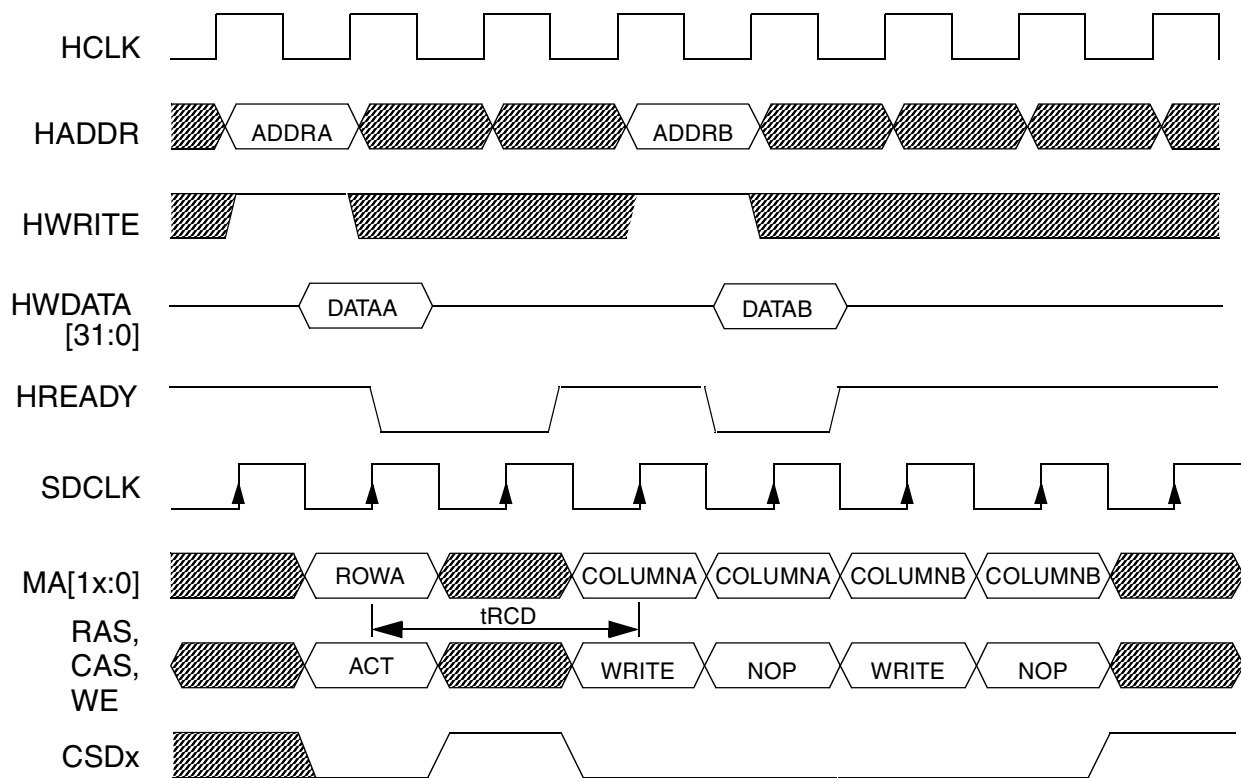 HCLK
HADDR ADDRA ADDRB
HWRITE
HWDATA
[31:0] DATAA DATAB
HREADY
SDCLK
MA[1x:0] ROWA COLUMNA COLUMNA COLUMNB COLUMNB
tRCD
RAS,
CAS, ACT WRITE NOP WRITE NOP
WE
CSDx